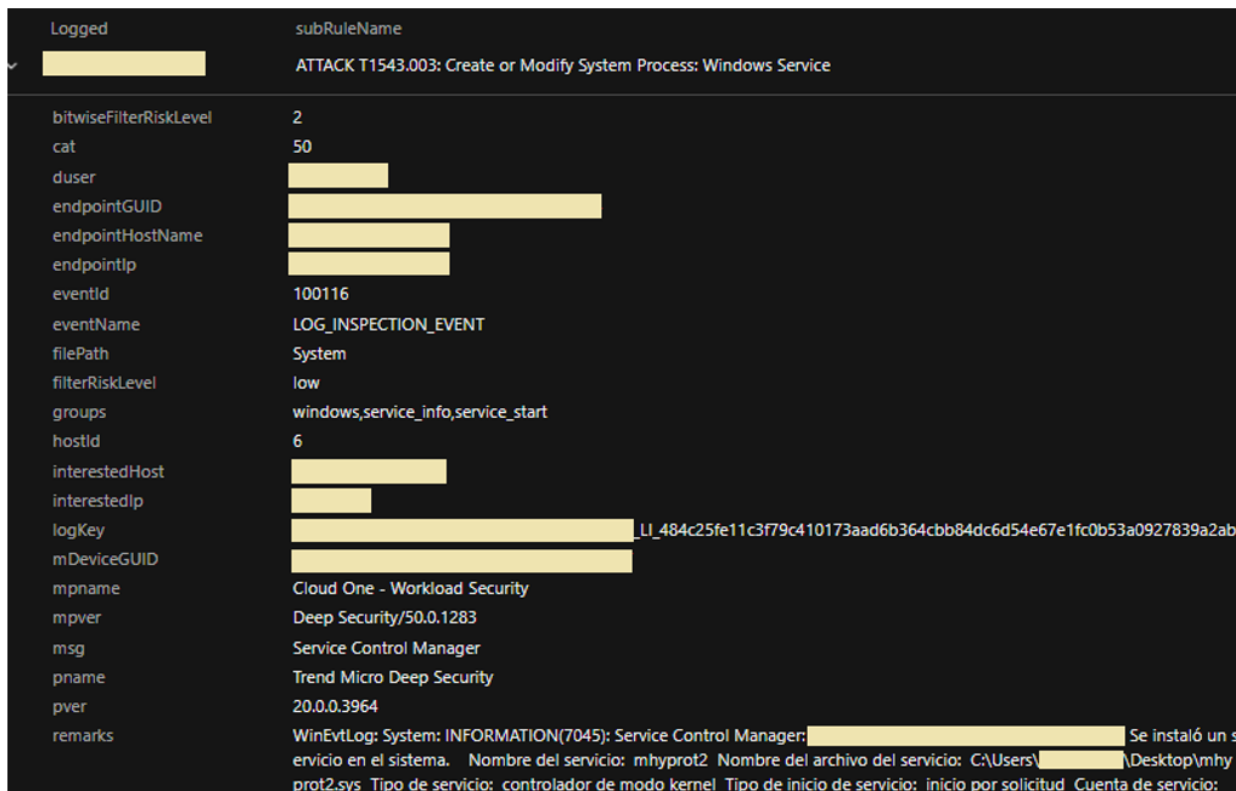 Logged subRuleName
ATTACK T1543.003: Create or Modify System Process: Windows Service
bitwiseFilterRiskLevel 2
cat 50
duser
endpointGUID
endpointHostName
endpointIp
eventId 100116
eventName LOG_INSPECTION_EVENT
filePath System
filterRiskLevel low
groups windows,service_info,service_start
hostId 6
interestedHost
interestedIp
logKey _LI_484c25fe11c3f79c410173aad6b364cbb84dc6d54e67e1fc0b53a0927839a2ab
mDeviceGUID
mpname Cloud One - Workload Security
mpver Deep Security/50.0.1283
msg Service Control Manager
pname Trend Micro Deep Security
pver 20.0.0.3964
remarks WinEvtLog: System: INFORMATION(7045): Service Control Manager: Se instaló un s
ervicio en el sistema. Nombre del servicio: mhyprot2 Nombre del archivo del servicio: C:\Users\ \Desktop\mhy
prot2.sys Tipo de servicio: controlador de modo kernel Tipo de inicio de servicio: inicio por solicitud Cuenta de servicio: